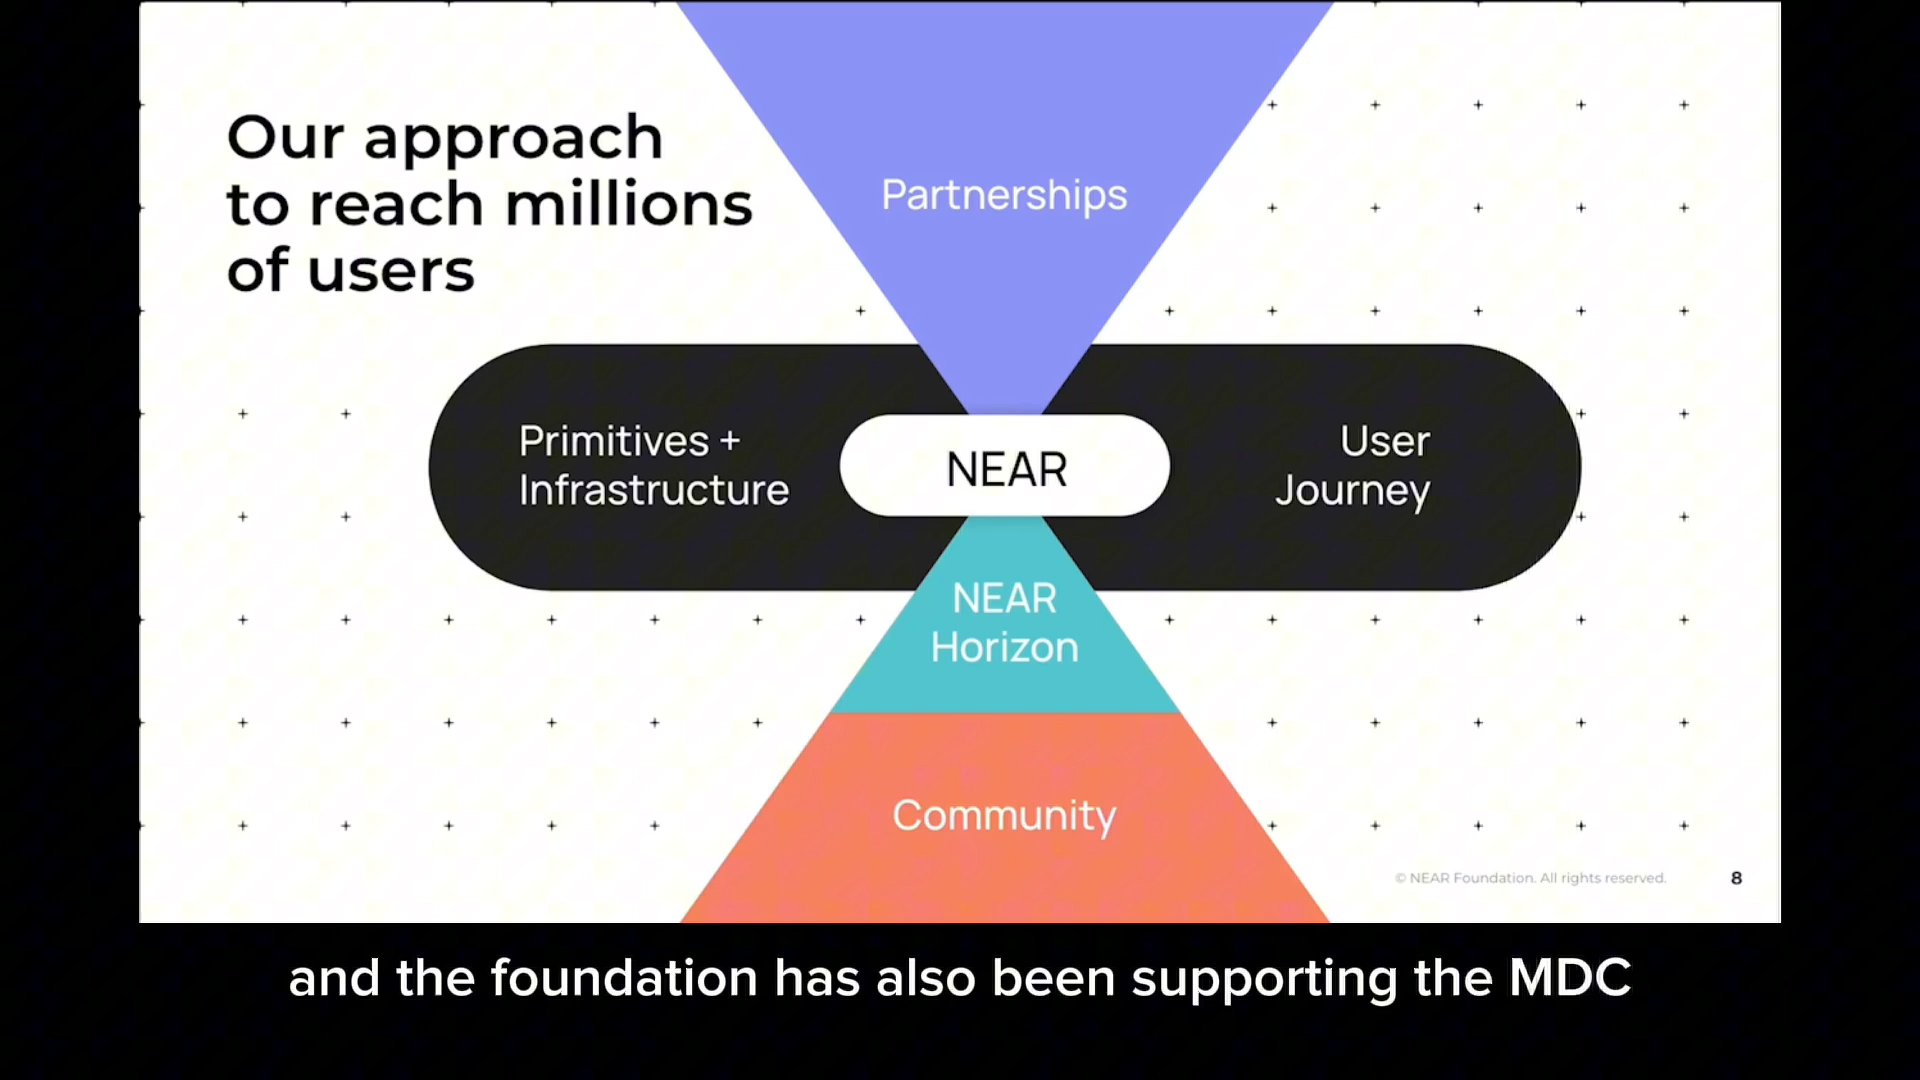 Our approach
to reach millions
of users
Partnerships
Primitives +
Infrastructure
NEAR
User
Journey
NEAR
Horizon
Community
© NEAR Foundation. All rights reserved.
8
and the foundation has also been supporting the MDC